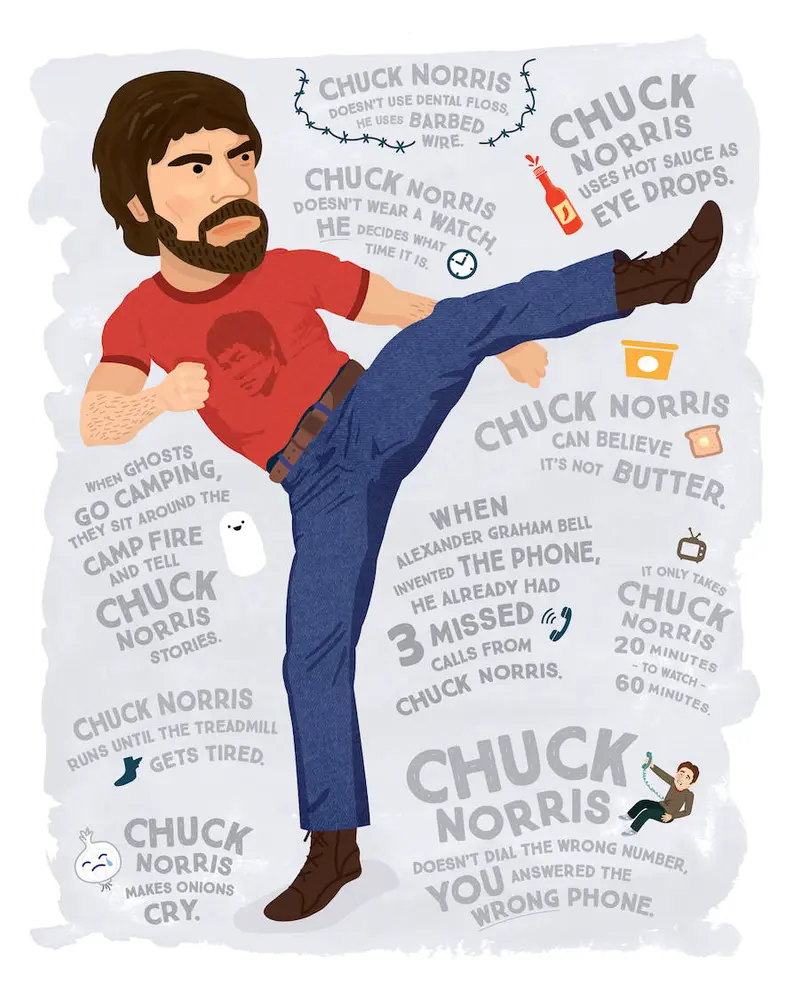 CHUCK NORRIS
DOESN'T USE DENTAL FLOSS,
HE USES BARBED
WIRE.
CHUCK
NORRIS
USES HOT SAUCE AS
EYE DROPS.
CHUCK NORRIS
DOESN'T WEAR A WATCH,
HE DECIDES WHAT
TIME IT IS.
CHUCK NORRIS
CAN BELIEVE
IT'S NOT BUTTER.
WHEN GHOSTS
GO CAMPING,
THEY SIT AROUND THE
CAMP FIRE
AND TELL
CHUCK
NORRIS
STORIES.
WHEN
ALEXANDER GRAHAM BELL
INVENTED THE PHONE,
HE ALREADY HAD
3 MISSED
CALLS FROM
CHUCK NORRIS.
IT ONLY TAKES
CHUCK
NORRIS
20 MINUTES
- TO WATCH -
60 MINUTES.
CHUCK NORRIS
RUNS UNTIL THE TREADMILL
GETS TIRED.
CHUCK
NORRIS
DOESN'T DIAL THE WRONG NUMBER,
YOU ANSWERED THE
WRONG PHONE.
CHUCK
NORRIS
MAKES ONIONS
CRY.